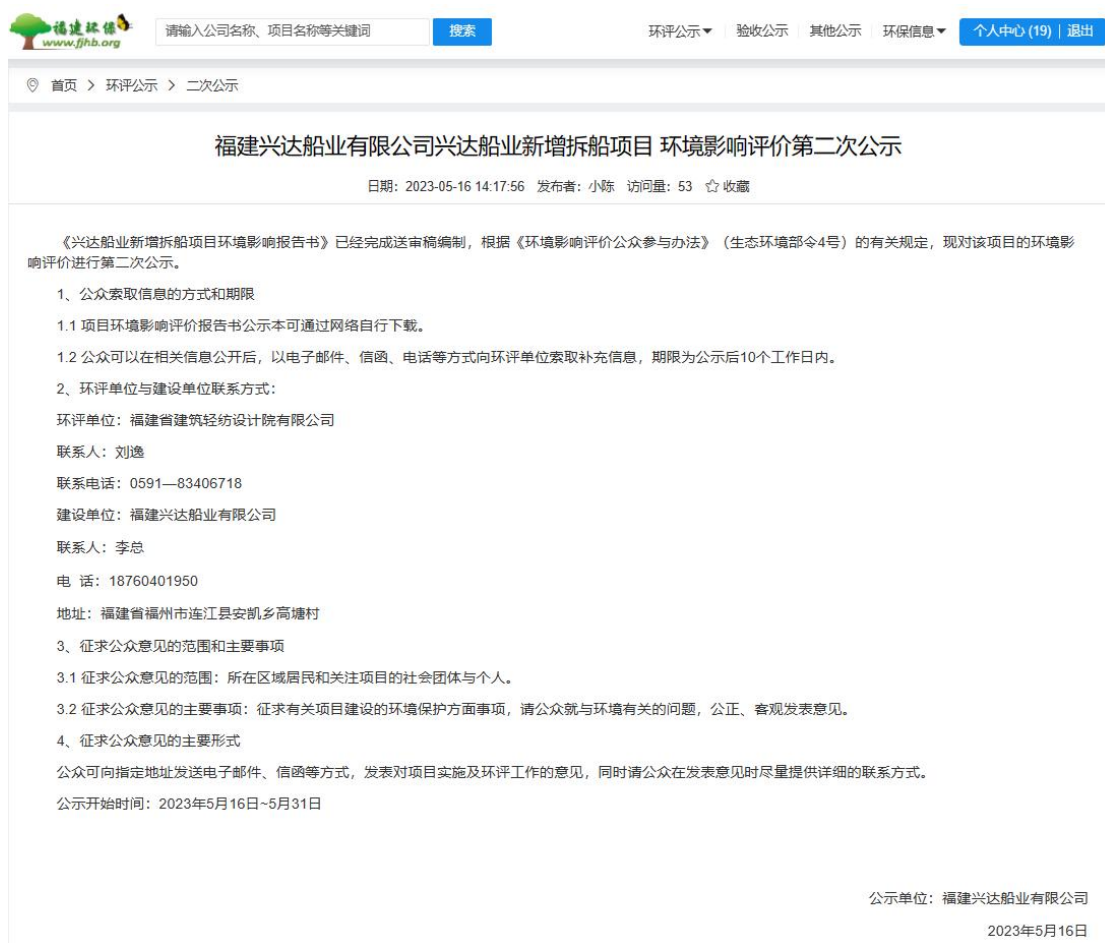 福建环保
www.fjhb.org
请输入公司名称、项目名称等关键词
搜索
环评公示 验收公示 其他公示 环保信息 个人中心 (19) | 退出
首页 > 环评公示 > 二次公示
福建兴达船业有限公司兴达船业新增拆船项目 环境影响评价第二次公示
日期：2023-05-16 14:17:56 发布者：小陈 访问量：53 收藏
《兴达船业新增拆船项目环境影响报告书》已经完成送审稿编制，根据《环境影响评价公众参与办法》（生态环境部令4号）的有关规定，现对该项目的环境影
响评价进行第二次公示。
1、公众索取信息的方式和期限
1.1 项目环境影响评价报告书公示本可通过网络自行下载。
1.2 公众可以在相关信息公开后，以电子邮件、信函、电话等方式向环评单位索取补充信息，期限为公示后10个工作日内。
2、环评单位与建设单位联系方式：
环评单位：福建省建筑轻纺设计院有限公司
联系人：刘逸
联系电话：0591—83406718
建设单位：福建兴达船业有限公司
联系人：李总
电 话：18760401950
地址：福建省福州市连江县安凯乡高塘村
3、征求公众意见的范围和主要事项
3.1 征求公众意见的范围：所在区域居民和关注项目的社会团体与个人。
3.2 征求公众意见的主要事项：征求有关项目建设的环境保护方面事项，请公众就与环境有关的问题，公正、客观发表意见。
4、征求公众意见的主要形式
公众可向指定地址发送电子邮件、信函等方式，发表对项目实施及环评工作的意见，同时请公众在发表意见时尽量提供详细的联系方式。
公示开始时间：2023年5月16日~5月31日
公示单位：福建兴达船业有限公司
2023年5月16日